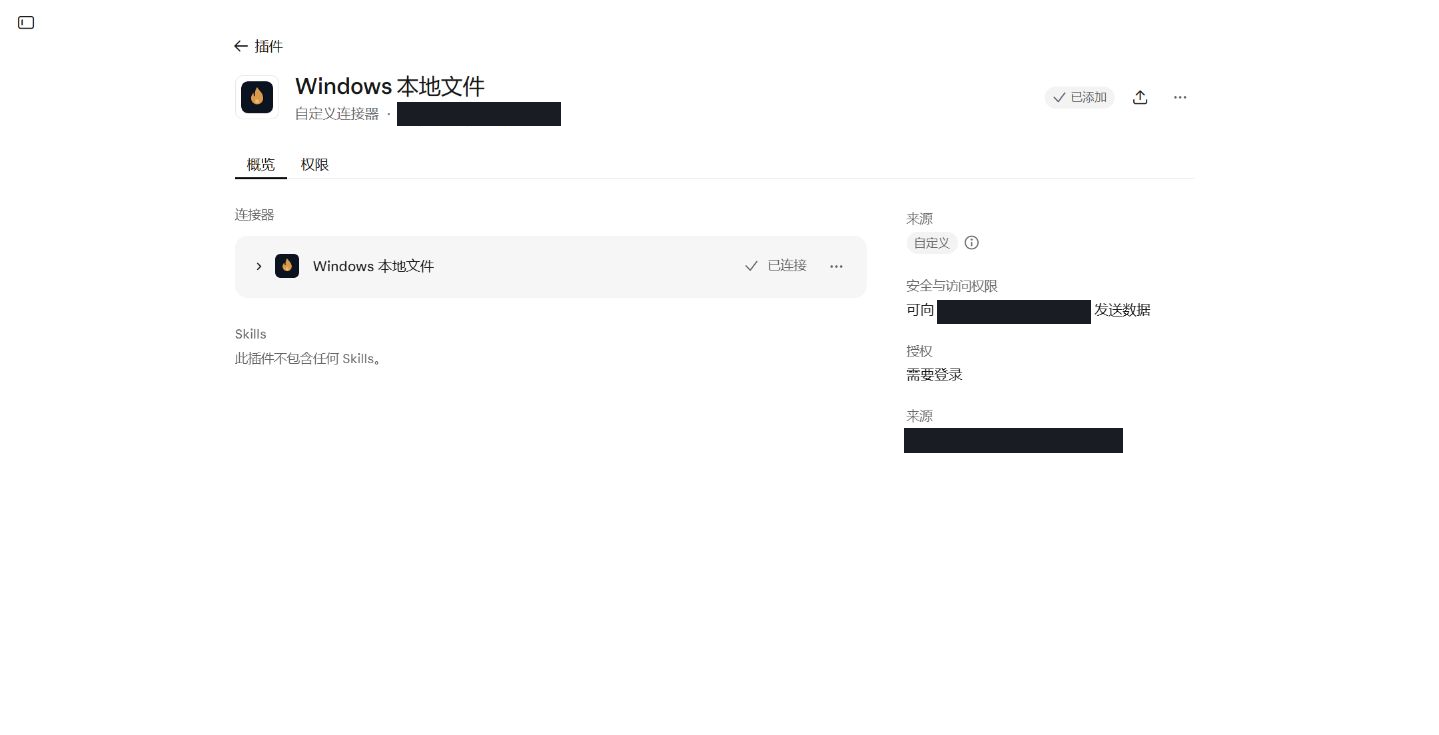 插件
Windows 本地文件
自定义连接器 ·
已添加
概览
权限
连接器
Windows 本地文件
已连接
Skills
此插件不包含任何 Skills。
来源
自定义
安全与访问权限
可向 发送数据
授权
需要登录
来源